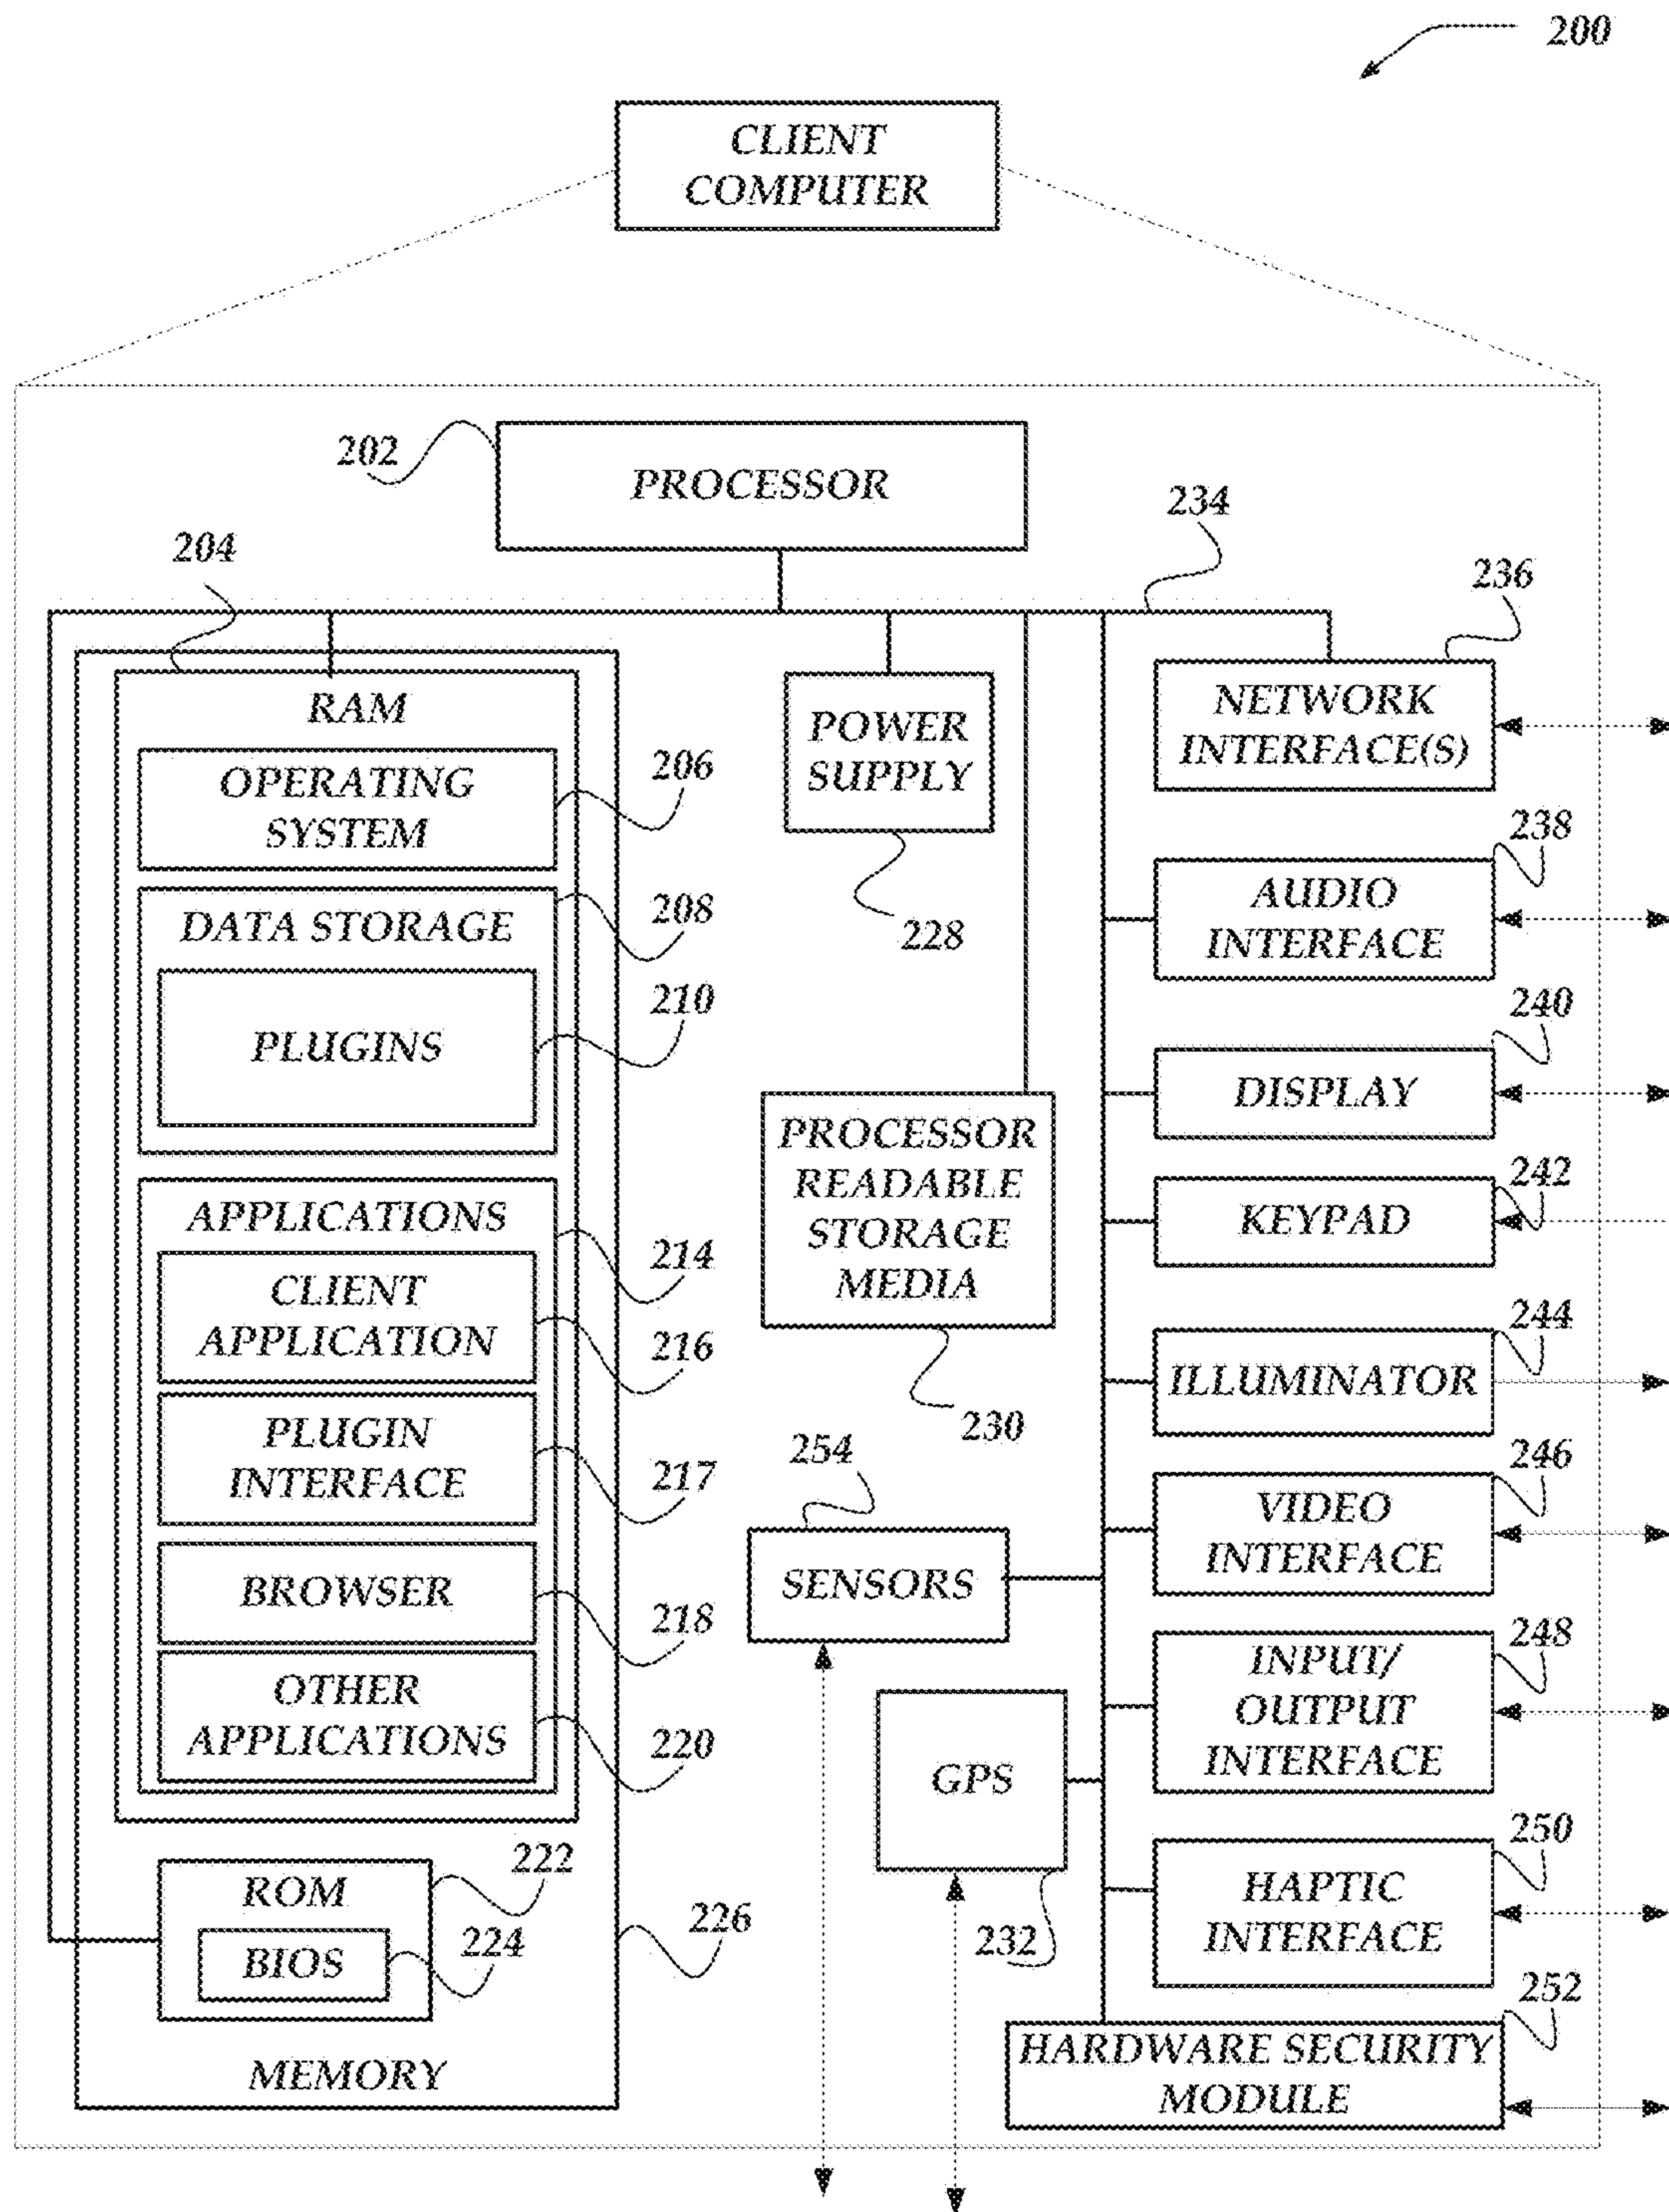 200
CLIENT
COMPUTER
202
PROCESSOR
234
204
236
RAM
OPERATING
SYSTEM
206
DATA STORAGE
208
PLUGINS
210
APPLICATIONS
214
CLIENT
APPLICATION
216
PLUGIN
INTERFACE
217
BROWSER
218
OTHER
APPLICATIONS
220
ROM
222
BIOS
224
226
MEMORY
POWER
SUPPLY
228
PROCESSOR
READABLE
STORAGE
MEDIA
230
254
SENSORS
GPS
232
NETWORK
INTERFACE(S)
238
AUDIO
INTERFACE
240
DISPLAY
242
KEYPAD
244
ILLUMINATOR
246
VIDEO
INTERFACE
248
INPUT/
OUTPUT
INTERFACE
250
HAPTIC
INTERFACE
252
HARDWARE SECURITY
MODULE